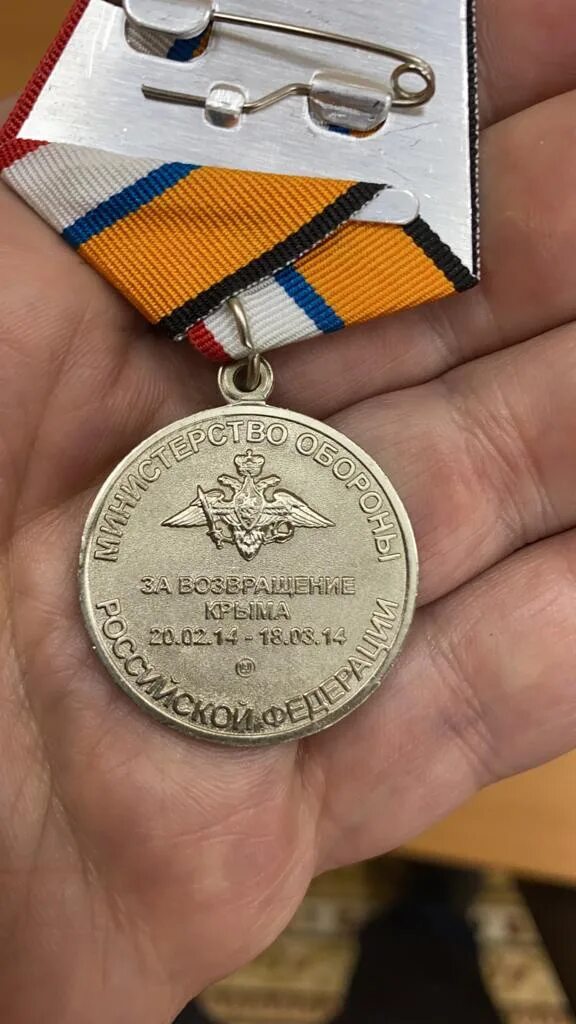 МИНИСТЕРСТВО ОБОРОНЫ
ЗА ВОЗВРАЩЕНИЕ
КРЫМА
20.02.14 - 18.03.14
РОССИЙСКОЙ ФЕДЕРАЦИИ